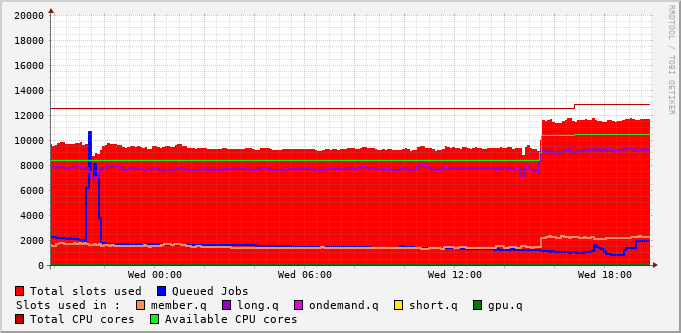 20000
18000
16000
14000
12000
10000
8000
6000
4000
2000
0
Wed 00:00 Wed 06:00 Wed 12:00 Wed 18:00
RRDTOOL / TOBI OETIKER
Total slots used Queued Jobs
Slots used in : member.q long.q ondemand.q short.q gpu.q
Total CPU cores Available CPU cores